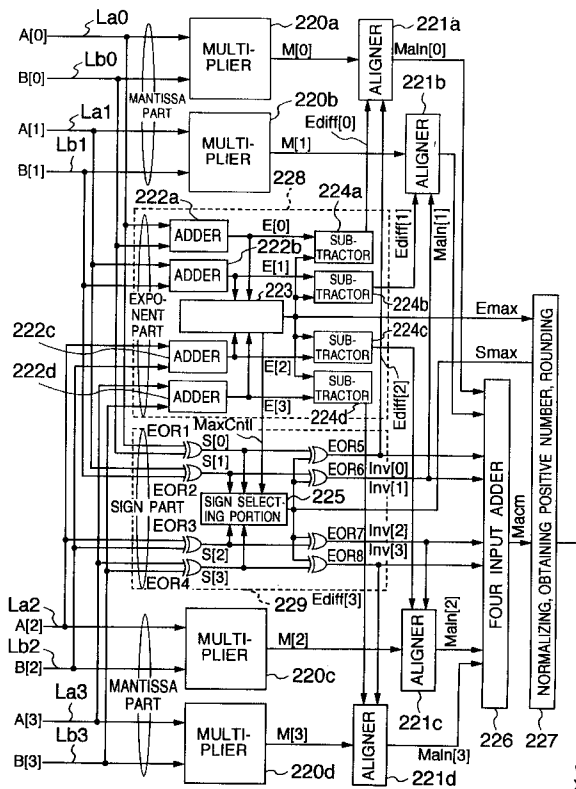 La0
220a
221a
A[0]
MULTI-
PLIER
M[0]
ALIGNER
Maln[0]
Lb0
B[0]
MANTISSA
PART
220b
221b
La1
A[1]
MULTI-
PLIER
M[1]
Ediff[0]
ALIGNER
Lb1
B[1]
228
222a
224a
ADDER
E[0]
SUB-
TRACTOR
Ediff[1]
Maln[1]
222b
ADDER
E[1]
SUB-
TRACTOR
224b
EXPONENT PART
223
Emax
222c
224c
Smax
ADDER
E[2]
SUB-
TRACTOR
222d
ADDER
E[3]
SUB-
TRACTOR
224d
Ediff[2]
MaxCntl
EOR1
S[0]
EOR5
S[1]
EOR6
Inv[0]
Inv[1]
EOR2
SIGN PART
SIGN SELECT-
ING PORTION
225
EOR3
EOR7
Inv[2]
S[2]
Inv[3]
EOR8
EOR4
S[3]
229
Ediff[3]
FOUR INPUT ADDER
Macm
NORMALIZING, OBTAINING POSITIVE NUMBER, ROUNDING
La2
A[2]
MULTI-
PLIER
M[2]
ALIGNER
Maln[2]
Lb2
B[2]
220c
221c
MANTISSA
PART
La3
A[3]
MULTI-
PLIER
M[3]
ALIGNER
Maln[3]
Lb3
B[3]
220d
221d
226
227